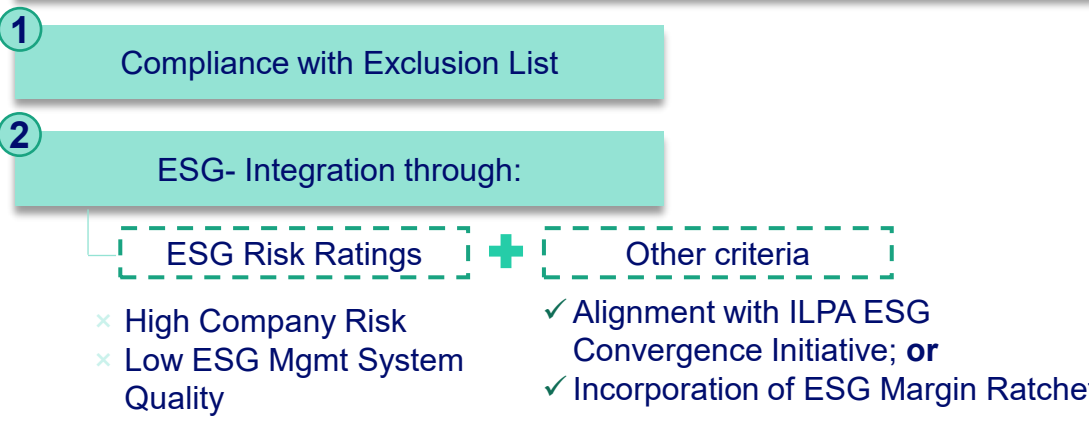 1
Compliance with Exclusion List
2
ESG- Integration through:
ESG Risk Ratings
Other criteria
× High Company Risk
× Low ESG Mgmt System
Quality
✓ Alignment with ILPA ESG
Convergence Initiative; or
✓ Incorporation of ESG Margin Ratchet